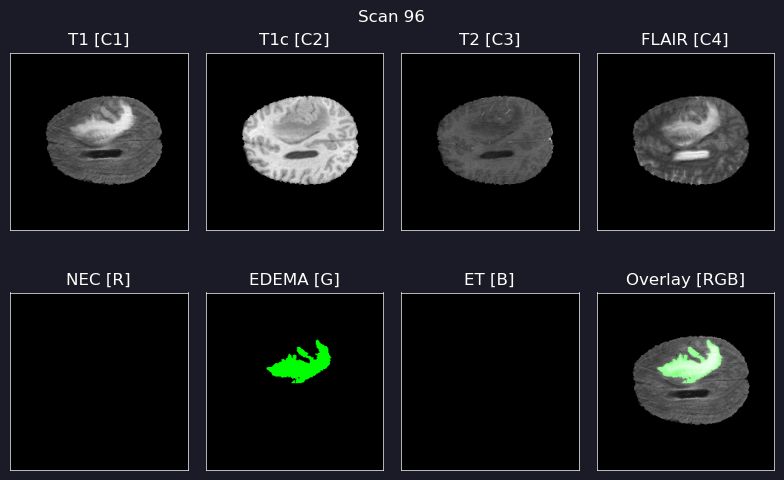 Scan 96
T1 [C1]
T1c [C2]
T2 [C3]
FLAIR [C4]
NEC [R]
EDEMA [G]
ET [B]
Overlay [RGB]